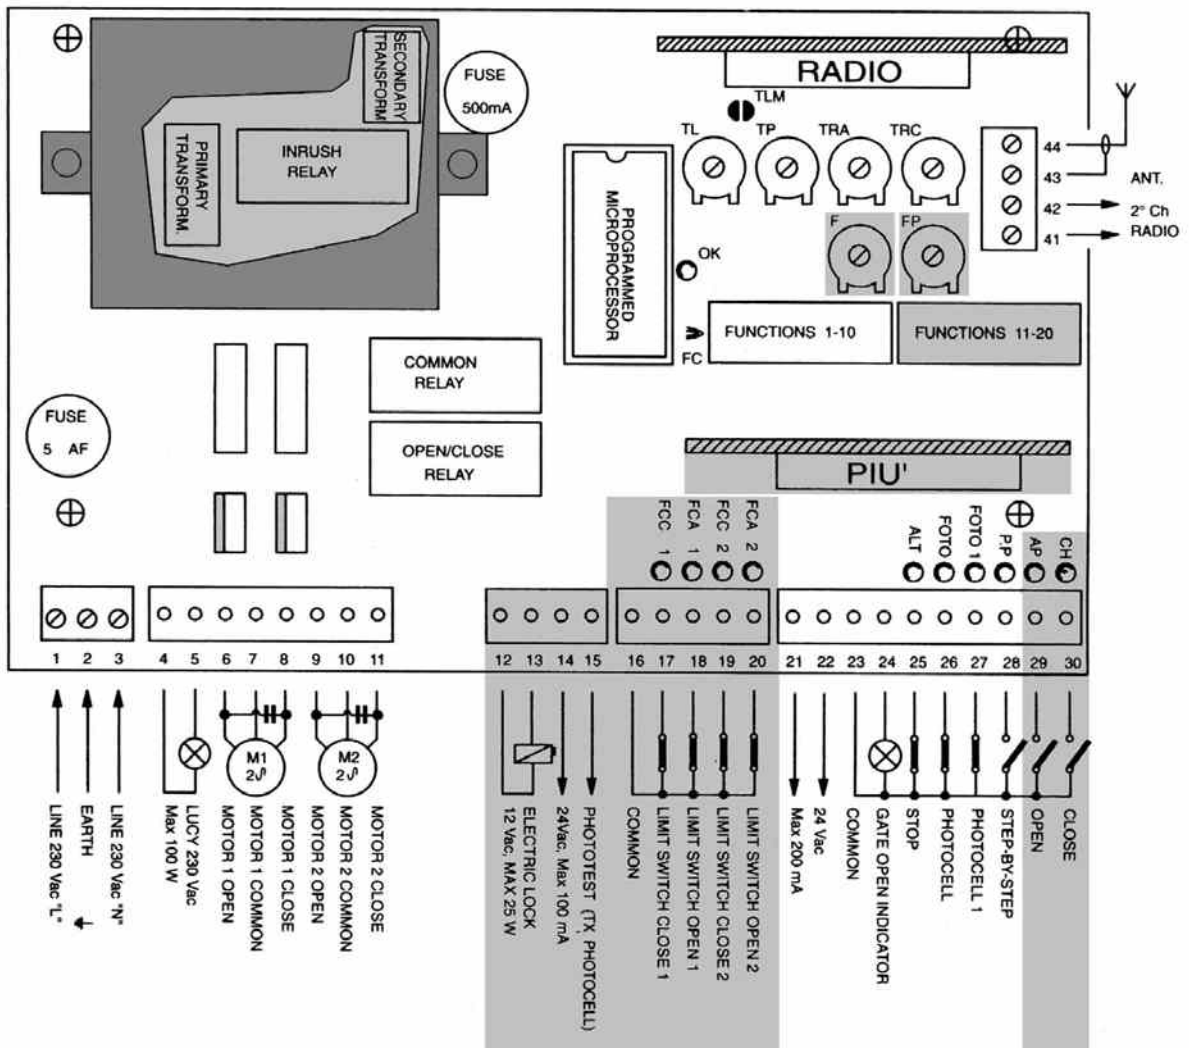 SECONDARY
TRANSFORM
PRIMARY
TRANSFORM.
INRUSH
RELAY
FUSE
500mA
RADIO
TLM
TL
TP
TRA
TRC
44
43
42
41
ANT.
2° Ch
RADIO
PROGRAMMED
MICROPROCESSOR
OK
F
FP
FC
FUNCTIONS 1-10
FUNCTIONS 11-20
COMMON
RELAY
OPEN/CLOSE
RELAY
FUSE
5 AF
PIU'
FCC 1
FCA 1
FCC 2
FCA 2
ALT
FOTO
FOTO 1
P.P
AP
CH
1 2 3
4 5 6 7 8 9 10 11
12 13 14 15
16 17 18 19 20
21 22 23 24 25 26 27 28 29 30
M1
2
M2
2
LINE 230 Vac "L"
EARTH
LINE 230 Vac "N"
Max 100 W
LUCY 230 Vac
MOTOR 1 OPEN
MOTOR 1 COMMON
MOTOR 1 CLOSE
MOTOR 2 OPEN
MOTOR 2 COMMON
MOTOR 2 CLOSE
12 Vac, MAX 25 W
ELECTRIC LOCK
24Vac, Max 100 mA
PHOTOTEST (TX PHOTOCELL)
COMMON
LIMIT SWITCH CLOSE 1
LIMIT SWITCH OPEN 1
LIMIT SWITCH CLOSE 2
LIMIT SWITCH OPEN 2
Max 200 mA
24 Vac
COMMON
GATE OPEN INDICATOR
STOP
PHOTOCELL
PHOTOCELL 1
STEP-BY-STEP
OPEN
CLOSE